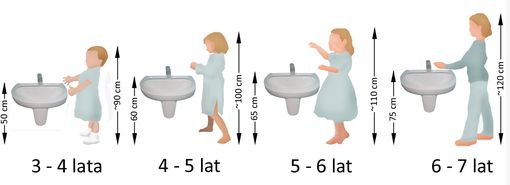 50 cm
~90 cm
60 cm
~100 cm
65 cm
~110 cm
75 cm
~120 cm
3 - 4 lata
4 - 5 lat
5 - 6 lat
6 - 7 lat